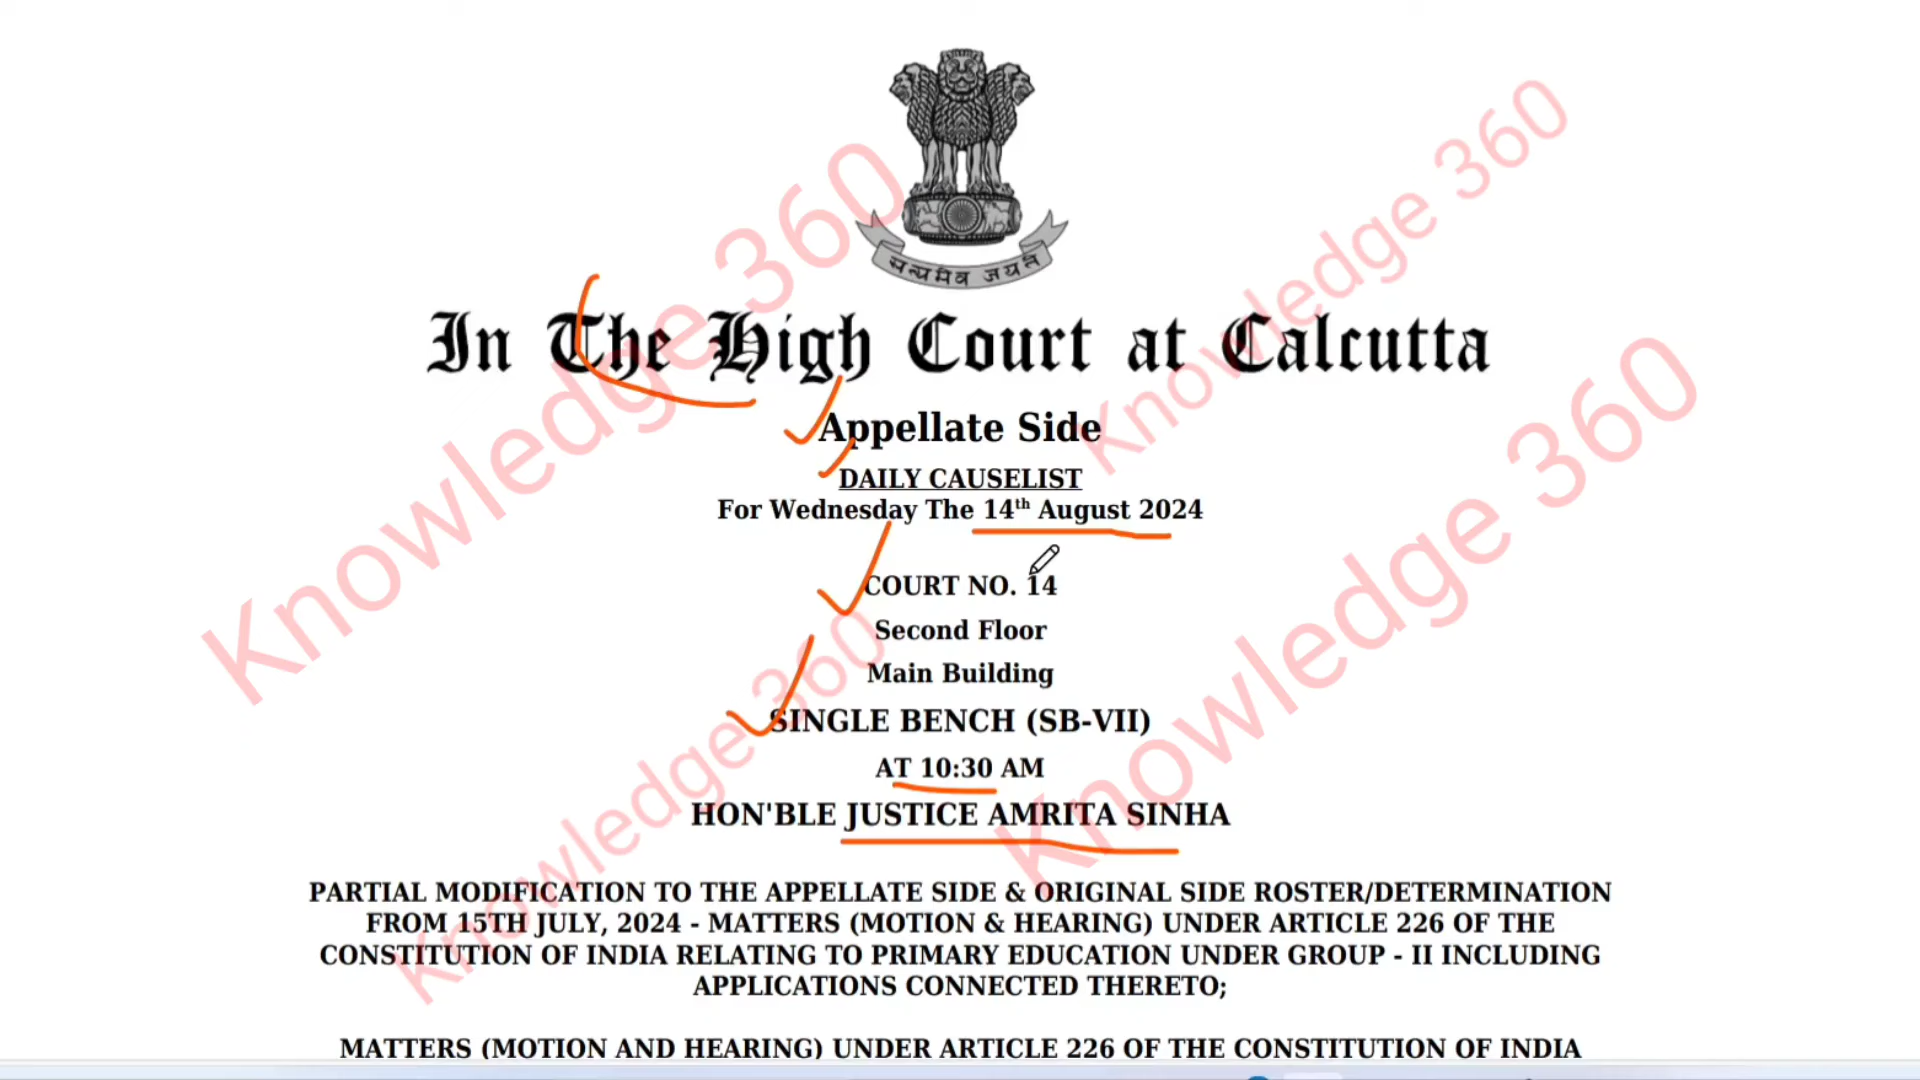 सत्यमेव जयते
In The High Court at Calcutta
Appellate Side
DAILY CAUSELIST
For Wednesday The 14th August 2024
COURT NO. 14
Second Floor
Main Building
SINGLE BENCH (SB-VII)
AT 10:30 AM
HON'BLE JUSTICE AMRITA SINHA
PARTIAL MODIFICATION TO THE APPELLATE SIDE & ORIGINAL SIDE ROSTER/DETERMINATION
FROM 15TH JULY, 2024 - MATTERS (MOTION & HEARING) UNDER ARTICLE 226 OF THE
CONSTITUTION OF INDIA RELATING TO PRIMARY EDUCATION UNDER GROUP - II INCLUDING
APPLICATIONS CONNECTED THERETO;
MATTERS (MOTION AND HEARING) UNDER ARTICLE 226 OF THE CONSTITUTION OF INDIA
Knowledge 360
Knowledge 360
Knowledge 360
Knowledge 360